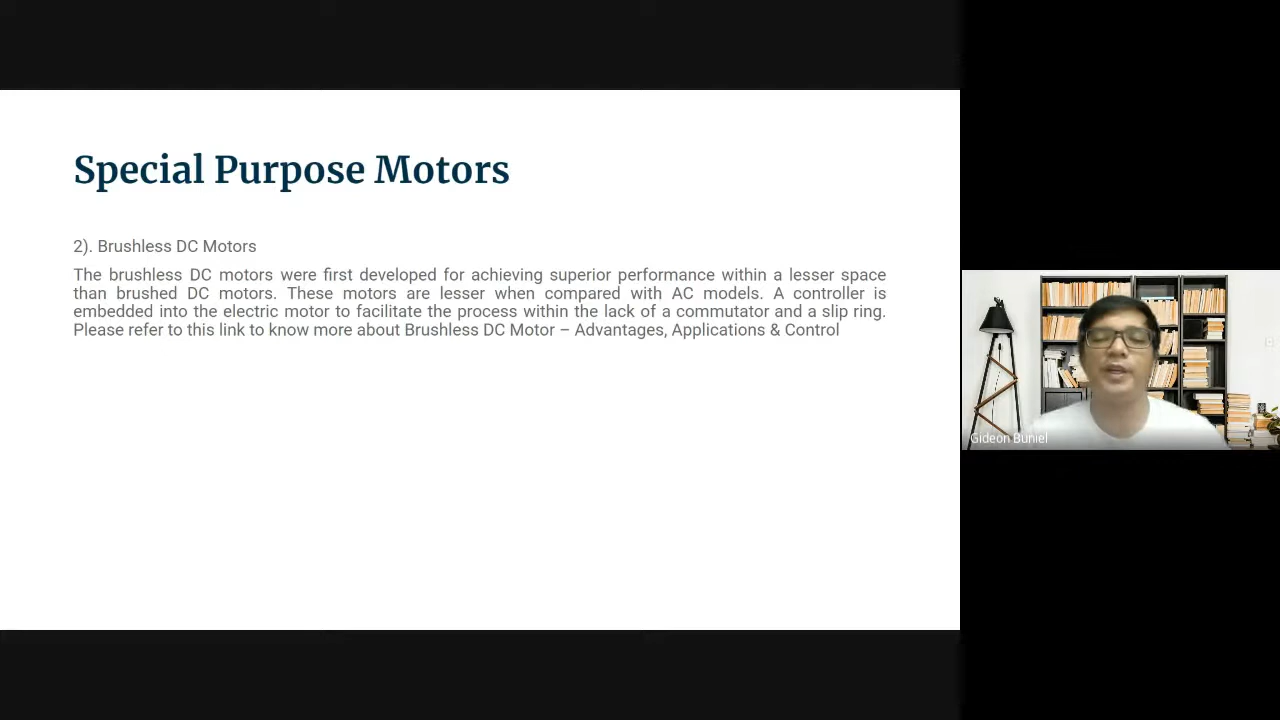 Special Purpose Motors
2). Brushless DC Motors
The brushless DC motors were first developed for achieving superior performance within a lesser space
than brushed DC motors. These motors are lesser when compared with AC models. A controller is
embedded into the electric motor to facilitate the process within the lack of a commutator and a slip ring.
Please refer to this link to know more about Brushless DC Motor – Advantages, Applications & Control
Gideon Buniel